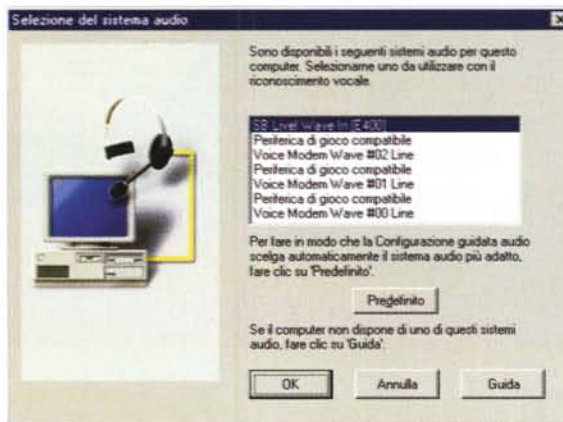 Selezione del sistema audio
Sono disponibili i seguenti sistemi audio per questo
computer. Selezionarne uno da utilizzare con il
riconoscimento vocale.
SB Live! Wave In [E400]
Periferica di gioco compatibile
Voice Modem Wave #02 Line
Periferica di gioco compatibile
Voice Modem Wave #01 Line
Periferica di gioco compatibile
Voice Modem Wave #00 Line
Per fare in modo che la Configurazione guidata audio
scelga automaticamente il sistema audio più adatto,
fare clic su 'Predefinito'.
Predefinito
Se il computer non dispone di uno di questi sistemi
audio, fare clic su 'Guida'.
OK
Annulla
Guida